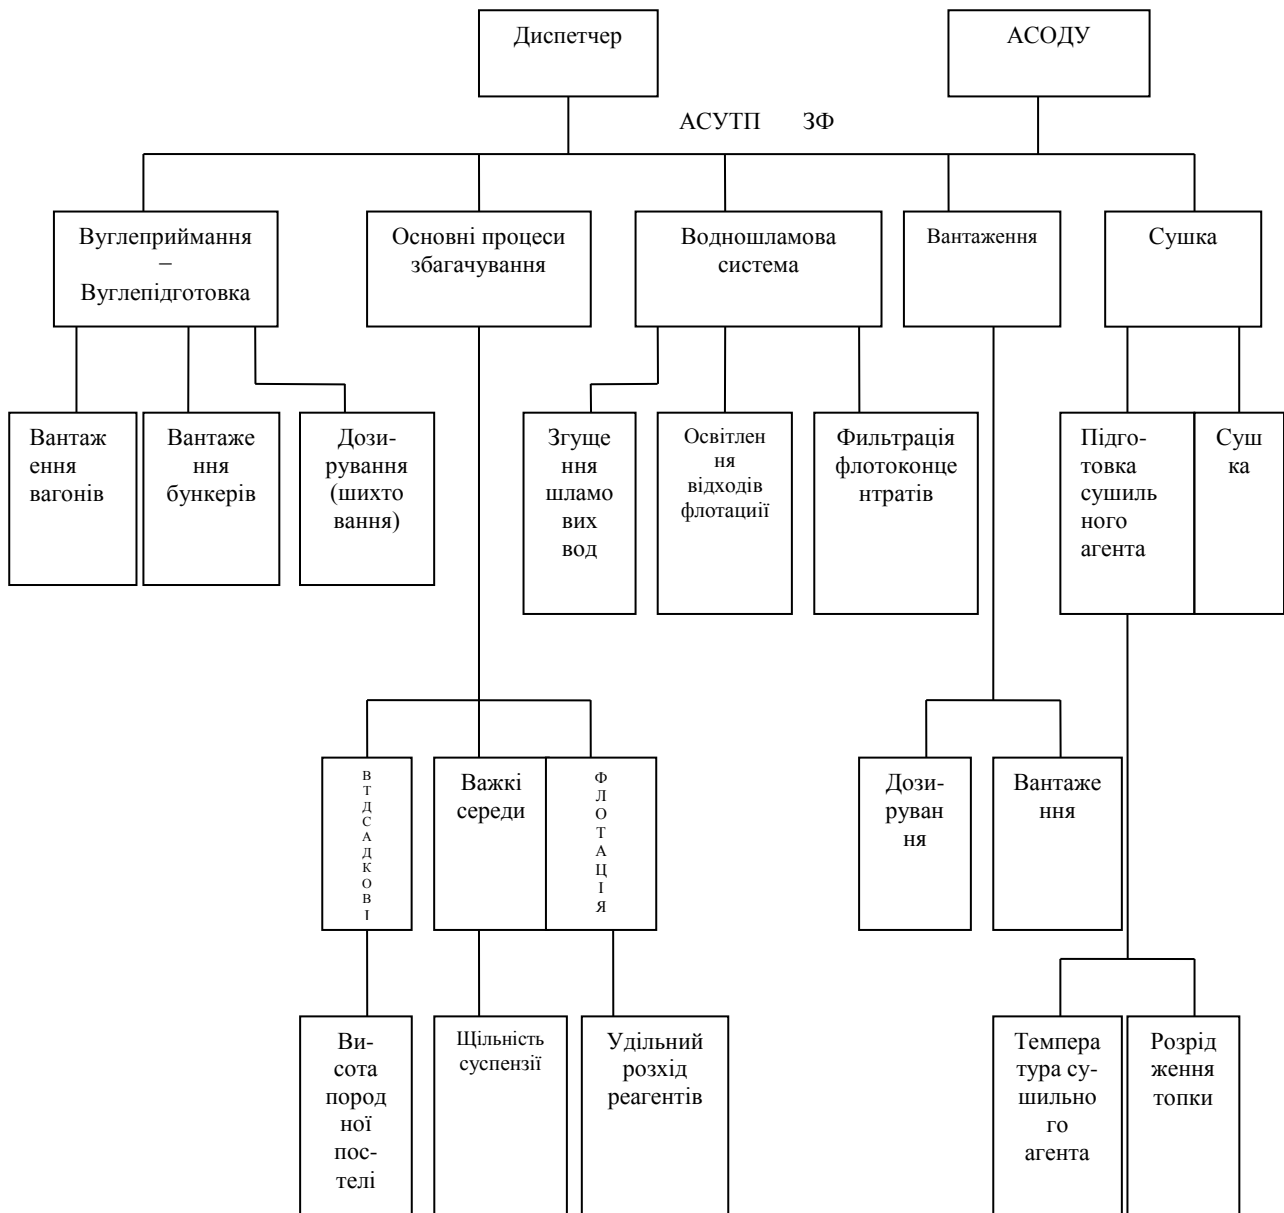 Диспетчер
АСОДУ
АСУТП ЗФ
Вуглеприймання
–
Вуглепідготовка
Основні процеси
збагачування
Водношламова
система
Вантаження
Сушка
Вантаж
ення
вагонів
Вантаже
ння
бункерів
Дози-
рування
(шихто
вання)
Згуще
ння
шламо
вих
вод
Освітлен
ня
відходів
флотациії
Фильтрація
флотоконце
нтратів
Підго-
товка
сушиль
ного
агента
Суш
ка
В
Т
Д
С
А
Д
К
О
В
І
Важкі
середи
Ф
Л
О
Т
А
Ц
І
Я
Дози-
руван
ня
Вантаже
ння
Ви-
сота
пород
ної
пос-
телі
Щільність
суспензії
Удільний
розхід
реагентів
Темпера
тура су-
шильно
го
агента
Розрід
ження
топки